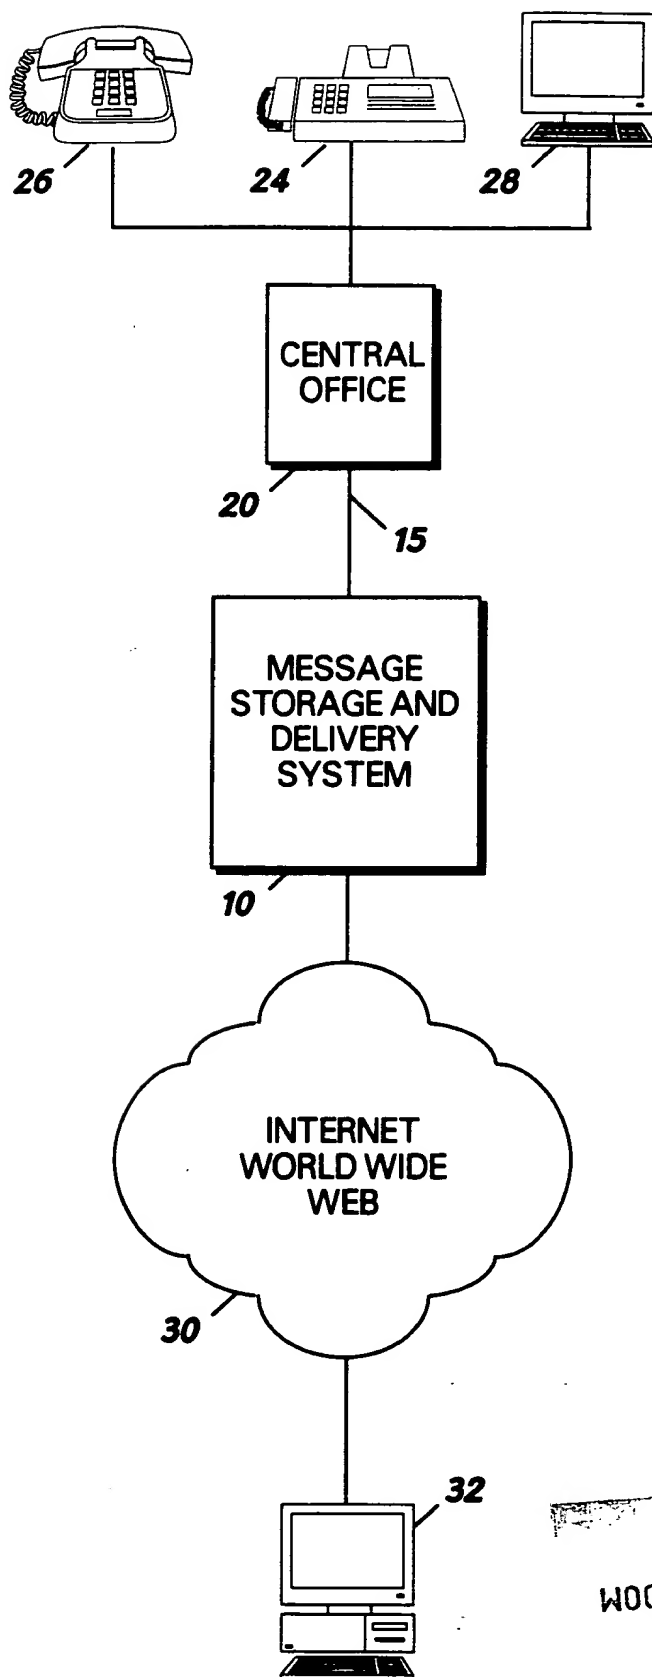 26
24
28
CENTRAL
OFFICE
20
15
MESSAGE
STORAGE AND
DELIVERY
SYSTEM
10
INTERNET
WORLD WIDE
WEB
30
32